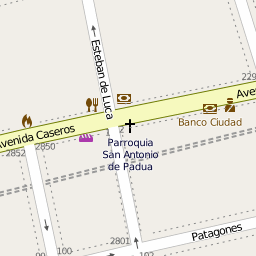 Esteban de Luca
229
Ave
Banco Ciudad
Avenida Caseros
2852
2850
2
Parroquia
San Antonio
de Padua
Patagones
2801
100
102